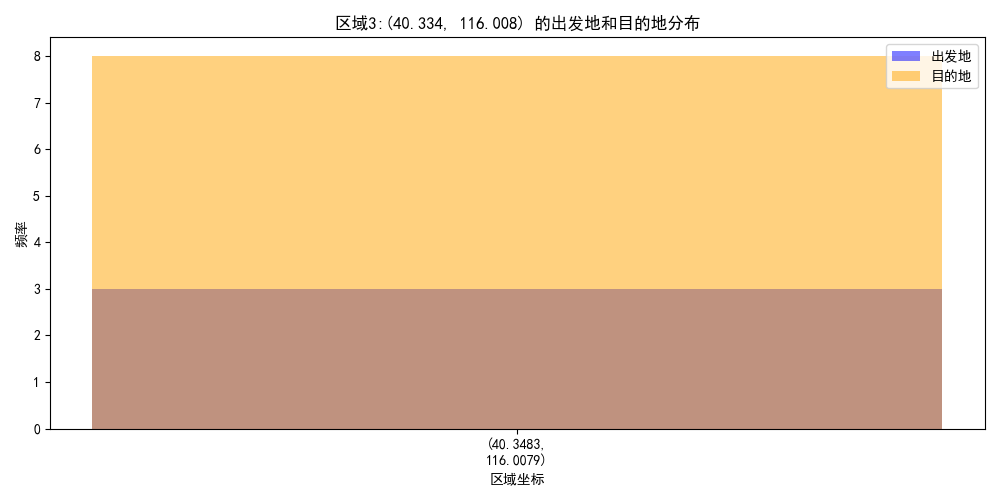 区域3:(40.334, 116.008) 的出发地和目的地分布
出发地
目的地
频率
8
7
6
5
4
3
2
1
0
(40.3483,
116.0079)
区域坐标